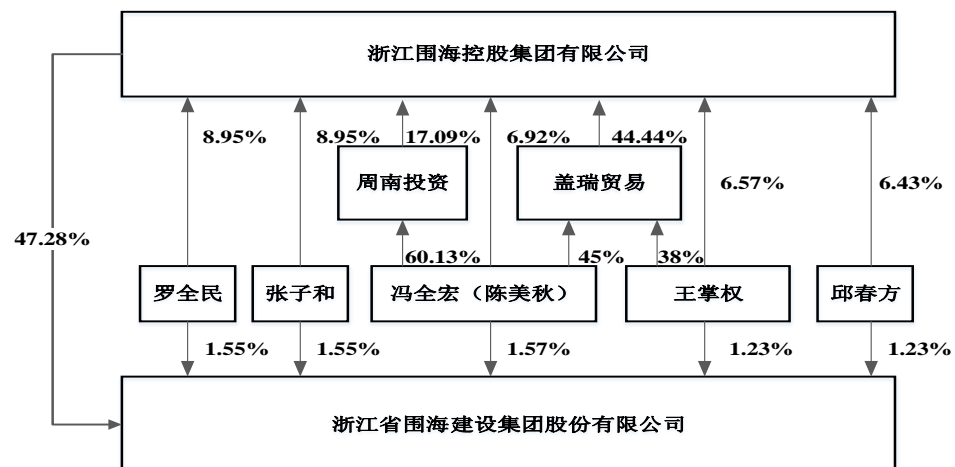 浙江围海控股集团有限公司
8.95%
8.95%
17.09%
6.92%
44.44%
周南投资
盖瑞贸易
6.57%
6.43%
47.28%
60.13%
45%
38%
罗全民
张子和
冯全宏（陈美秋）
王掌权
邱春方
1.55%
1.55%
1.57%
1.23%
1.23%
浙江省围海建设集团股份有限公司